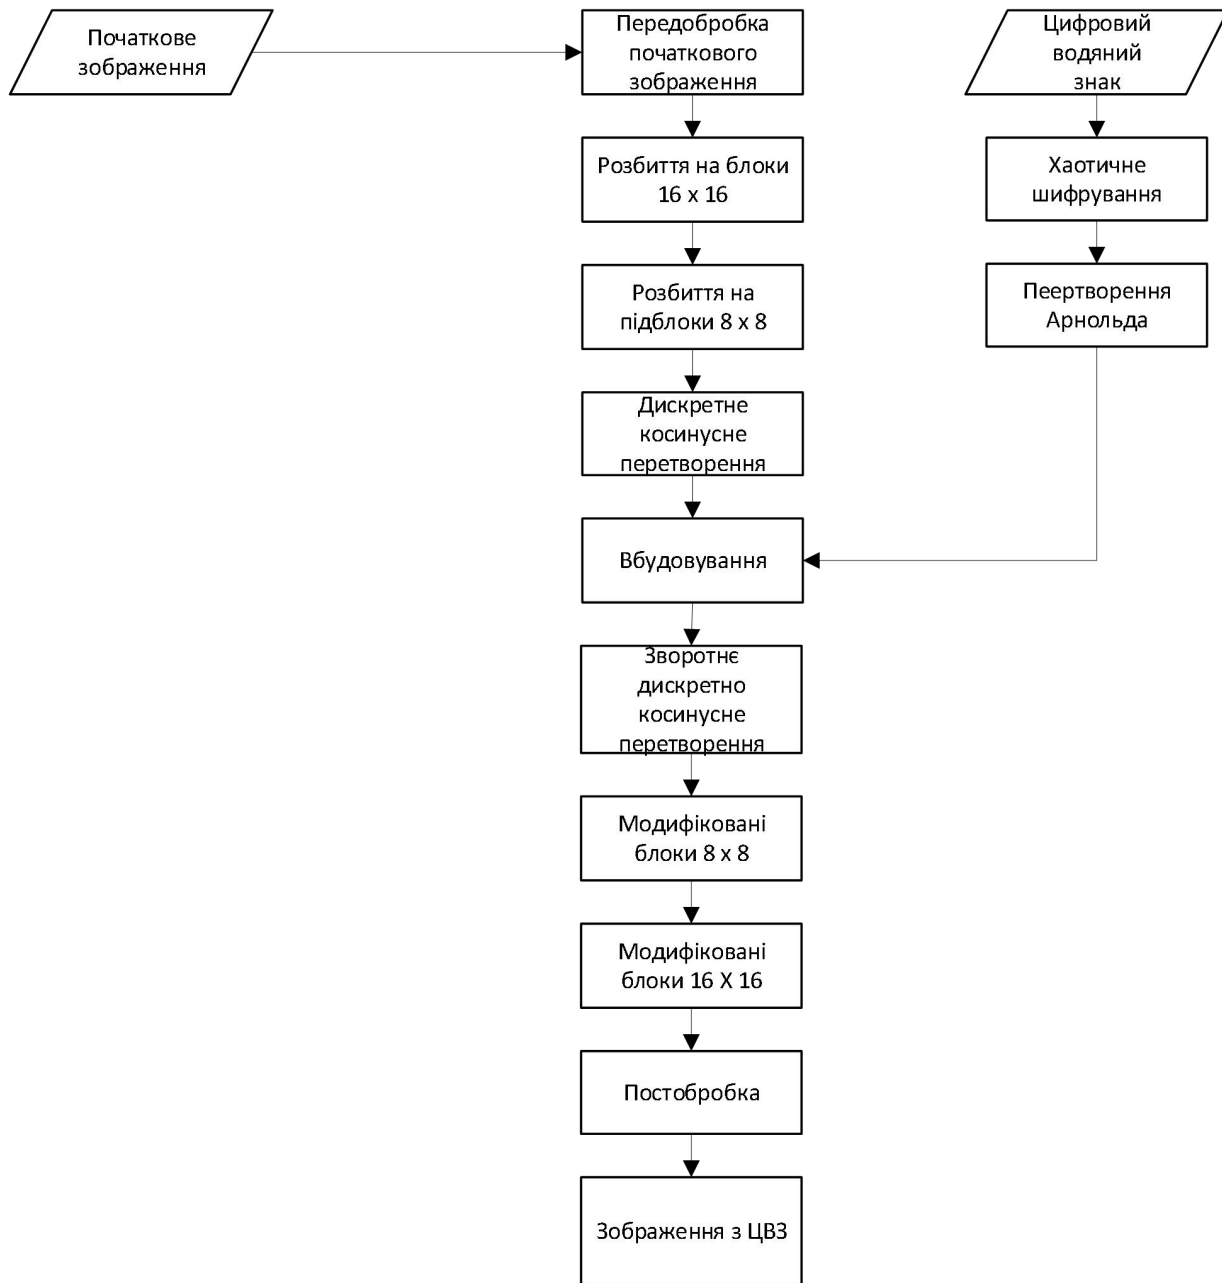 Початкове
зображення
Передобробка
початкового
зображення
Цифровий
водяний
знак
Розбиття на блоки
16 х 16
Хаотичне
шифрування
Розбиття на
підблоки 8 х 8
Пеертворення
Арнольда
Дискретне
косинусне
перетворення
Вбудовування
Зворотнє
дискретно
косинусне
перетворення
Модифіковані
блоки 8 х 8
Модифіковані
блоки 16 Х 16
Постобробка
Зображення з ЦВЗ